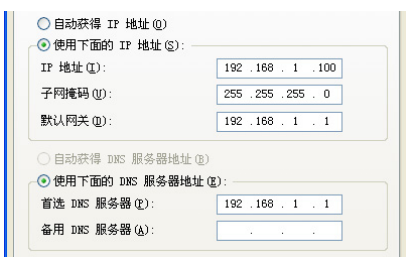 自动获得 IP 地址(O)
使用下面的 IP 地址(S):
IP 地址(I): 192 .168 . 1 .100
子网掩码(U): 255 .255 .255 . 0
默认网关(D): 192 .168 . 1 . 1
自动获得 DNS 服务器地址(B)
使用下面的 DNS 服务器地址(E):
首选 DNS 服务器(P): 192 .168 . 1 . 1
备用 DNS 服务器(A): . . .